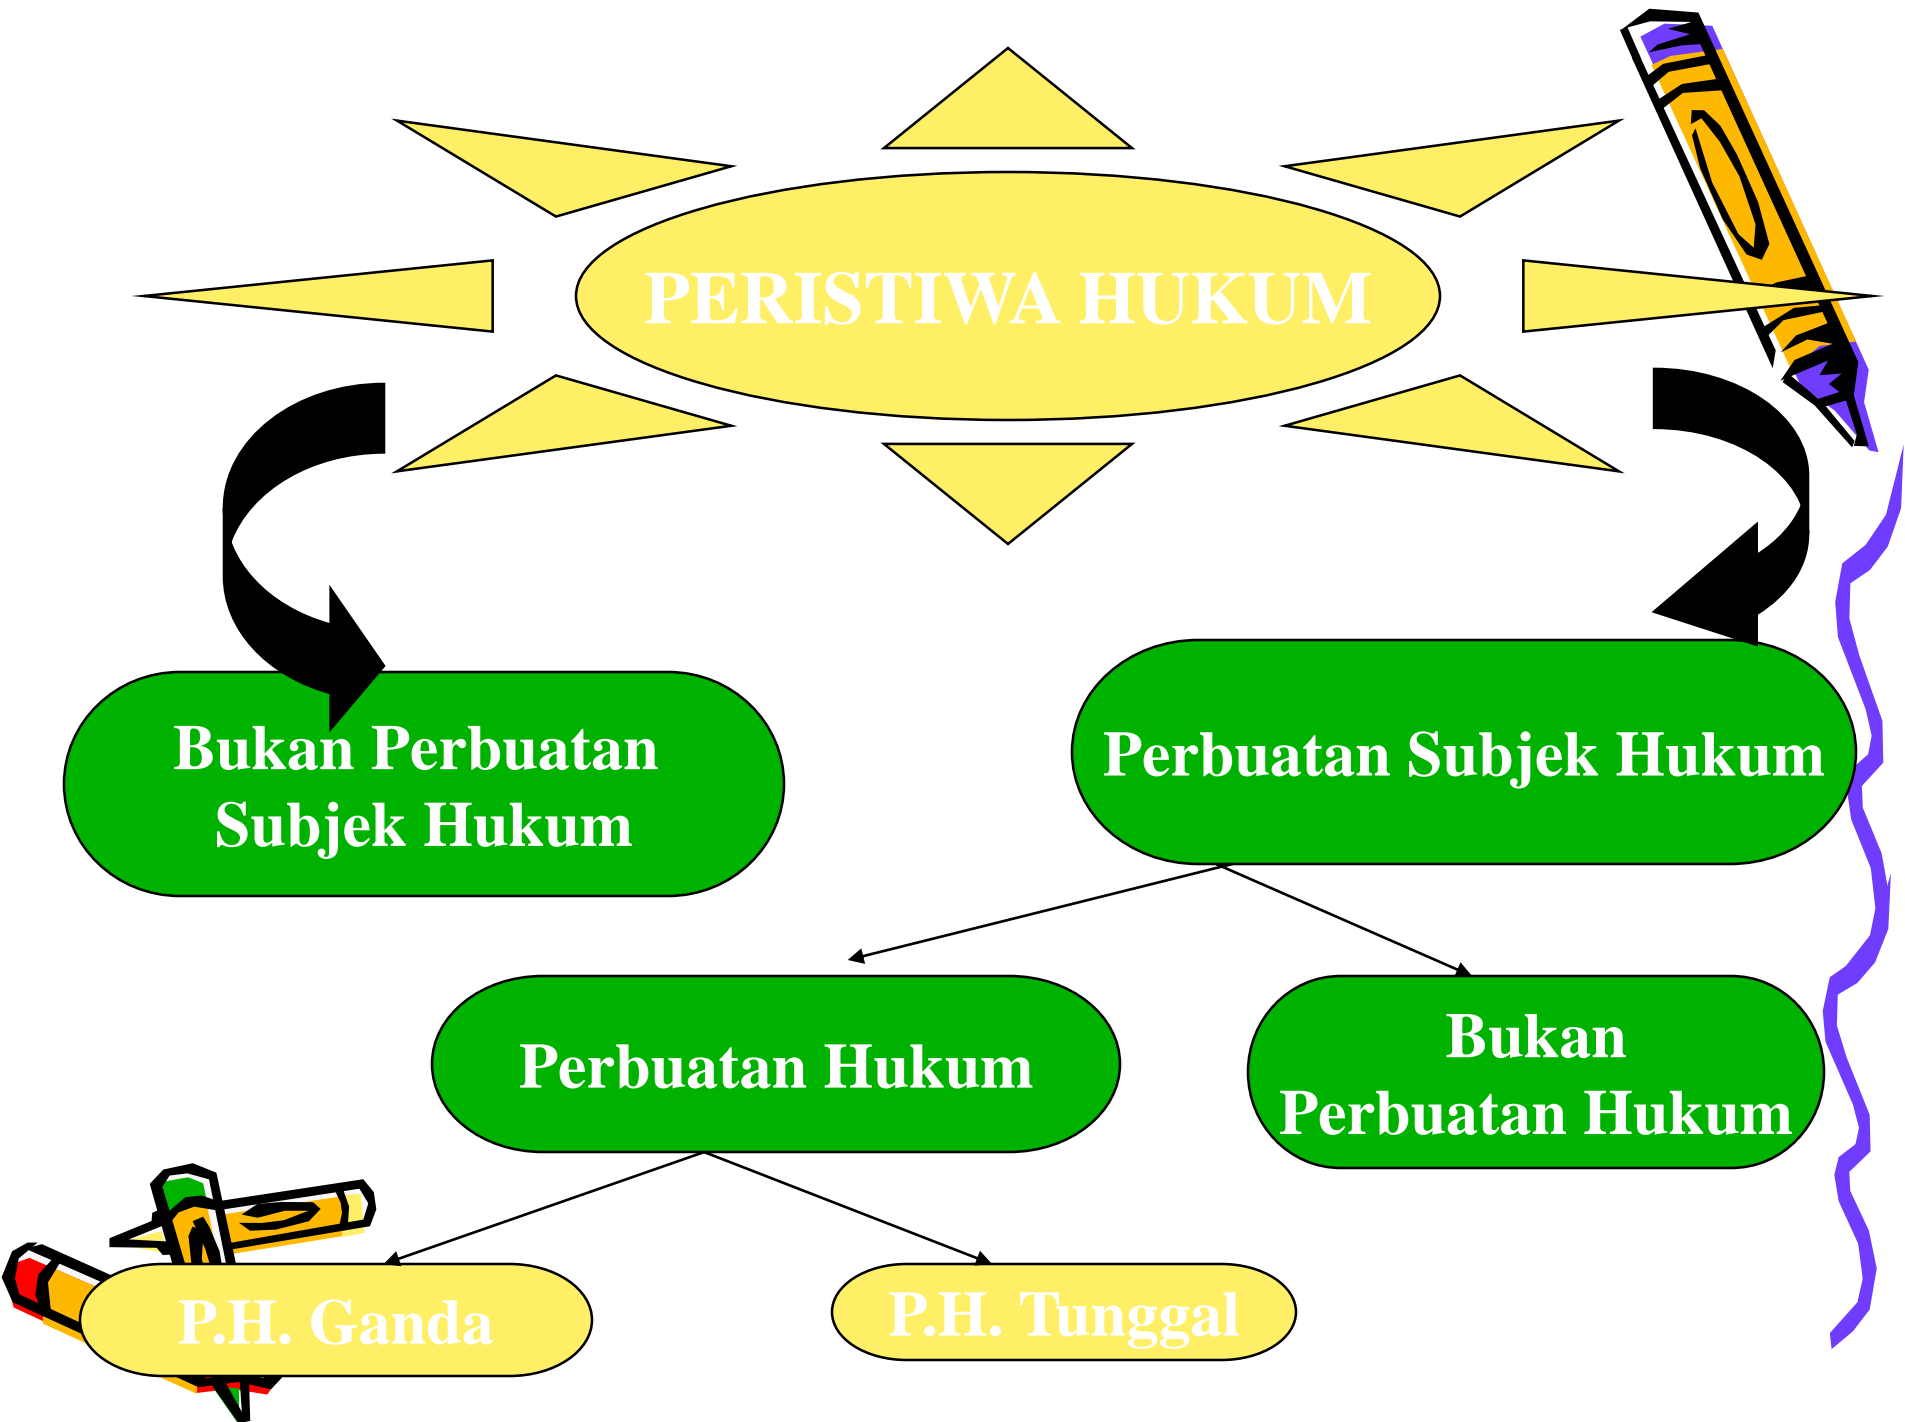 PERISTIWA HUKUM
Bukan Perbuatan
Subjek Hukum
Perbuatan Subjek Hukum
Perbuatan Hukum
Bukan
Perbuatan Hukum
P.H. Ganda
P.H. Tunggal